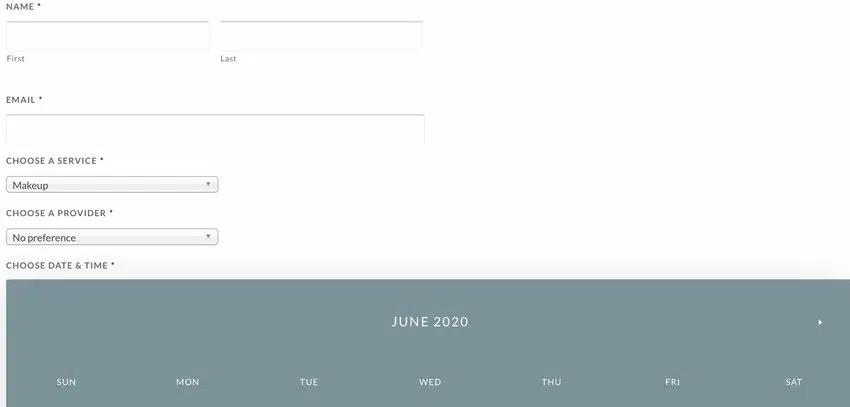 NAME *
First Last
EMAIL *
CHOOSE A SERVICE *
Makeup
CHOOSE A PROVIDER *
No preference
CHOOSE DATE & TIME *
JUNE 2020
SUN MON TUE WED THU FRI SAT